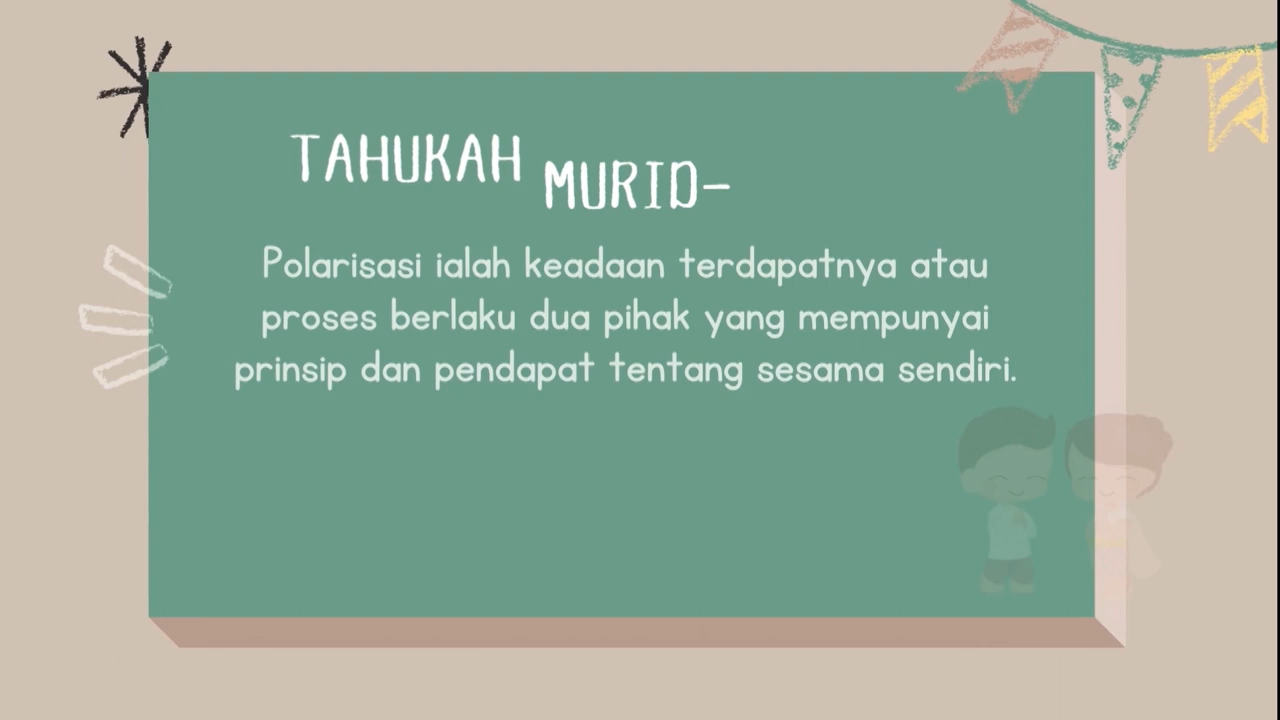 TAHUKAH MURID-
Polarisasi ialah keadaan terdapatnya atau
proses berlaku dua pihak yang mempunyai
prinsip dan pendapat tentang sesama sendiri.